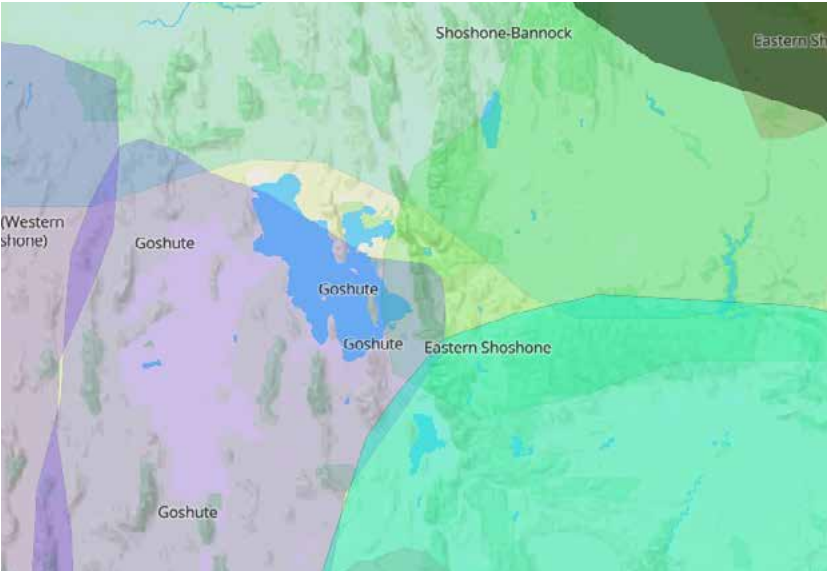 Shoshone-Bannock
Eastern Sh
(Western
shone)
Goshute
Goshute
Goshute
Eastern Shoshone
Goshute